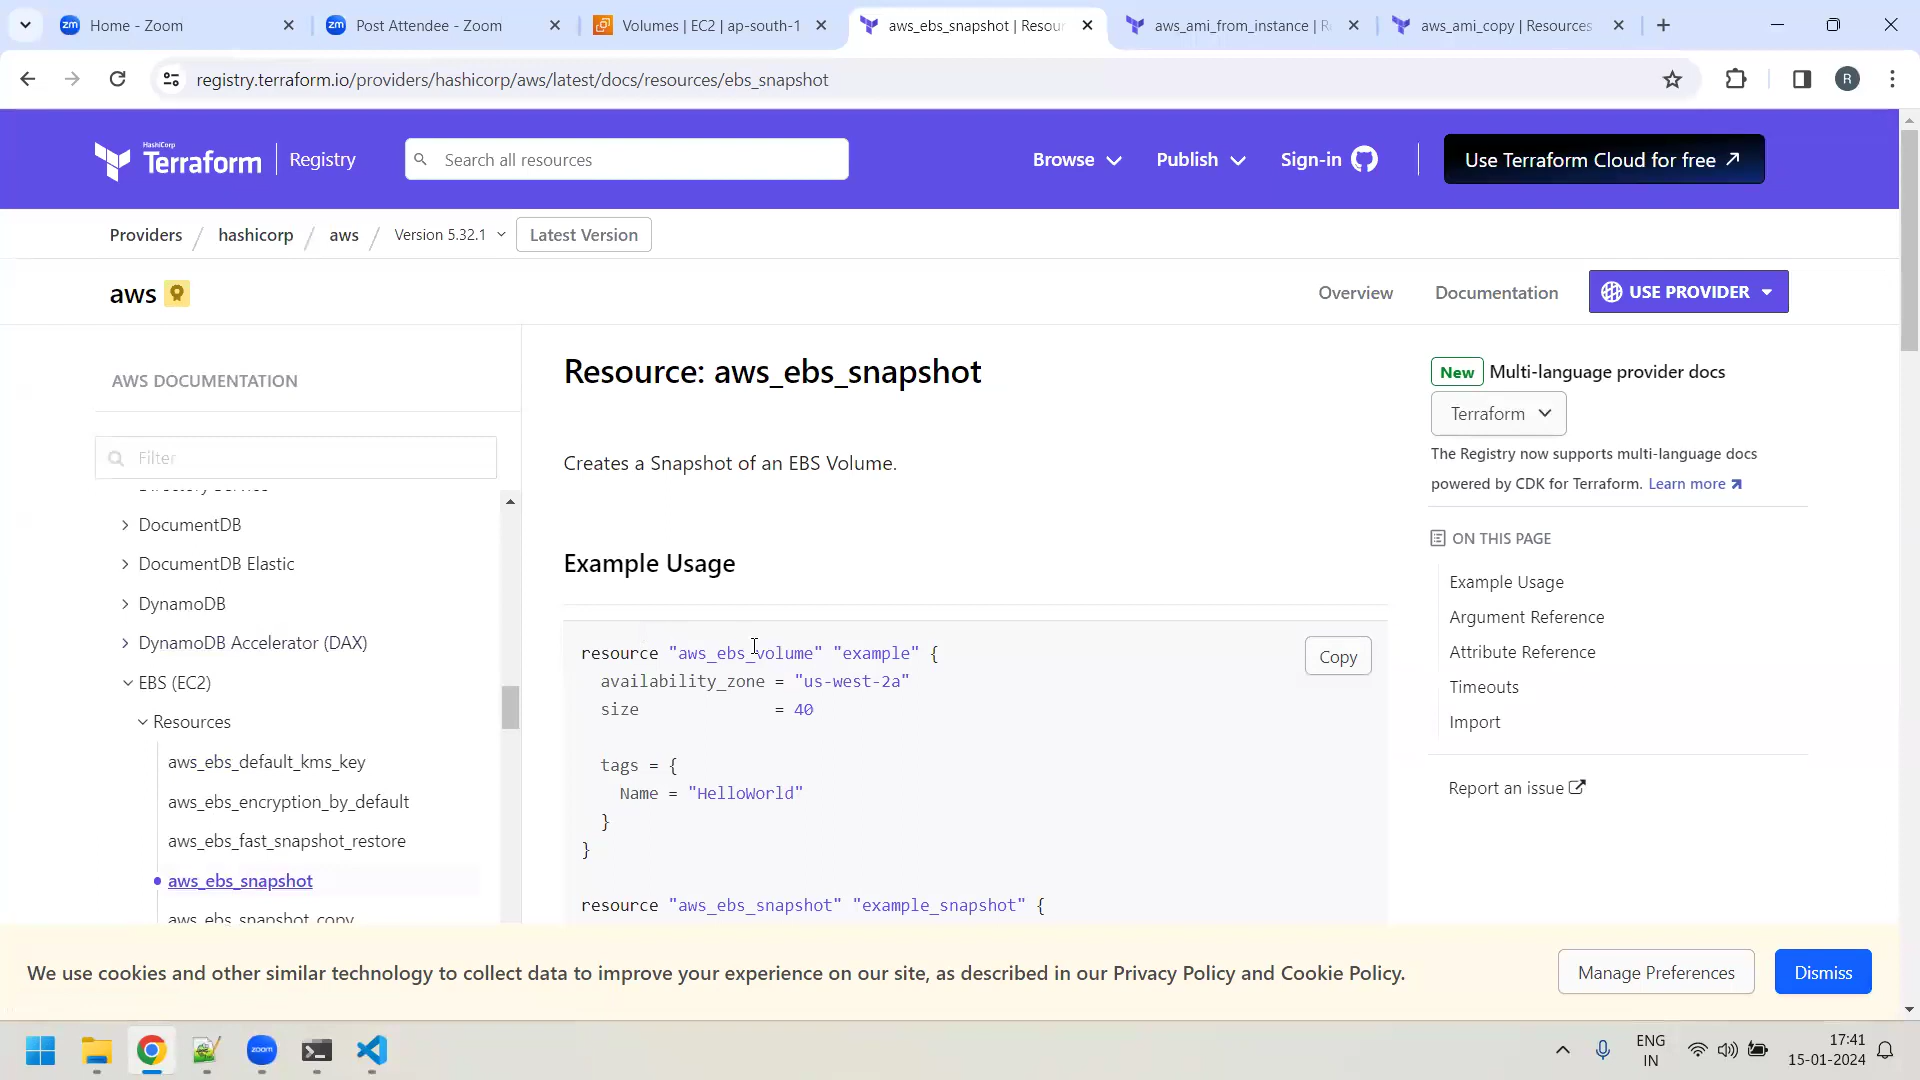 Home - Zoom
Post Attendee - Zoom
Volumes | EC2 | ap-south-1
aws_ebs_snapshot | Resour
aws_ami_from_instance | R
aws_ami_copy | Resources
registry.terraform.io/providers/hashicorp/aws/latest/docs/resources/ebs_snapshot
R
HashiCorp
Terraform
Registry
Search all resources
Browse
Publish
Sign-in
Use Terraform Cloud for free
Providers / hashicorp / aws / Version 5.32.1
Latest Version
aws
Overview
Documentation
USE PROVIDER
AWS DOCUMENTATION
Filter
Directory Service
DocumentDB
DocumentDB Elastic
DynamoDB
DynamoDB Accelerator (DAX)
EBS (EC2)
Resources
aws_ebs_default_kms_key
aws_ebs_encryption_by_default
aws_ebs_fast_snapshot_restore
aws_ebs_snapshot
aws_ebs_snapshot_copy
Resource: aws_ebs_snapshot
Creates a Snapshot of an EBS Volume.
Example Usage
resource "aws_ebs_volume" "example" {
availability_zone = "us-west-2a"
size = 40
tags = {
Name = "HelloWorld"
}
}
resource "aws_ebs_snapshot" "example_snapshot" {
Copy
New Multi-language provider docs
Terraform
The Registry now supports multi-language docs
powered by CDK for Terraform. Learn more
ON THIS PAGE
Example Usage
Argument Reference
Attribute Reference
Timeouts
Import
Report an issue
We use cookies and other similar technology to collect data to improve your experience on our site, as described in our Privacy Policy and Cookie Policy.
Manage Preferences
Dismiss
zoom
ENG
IN
17:41
15-01-2024